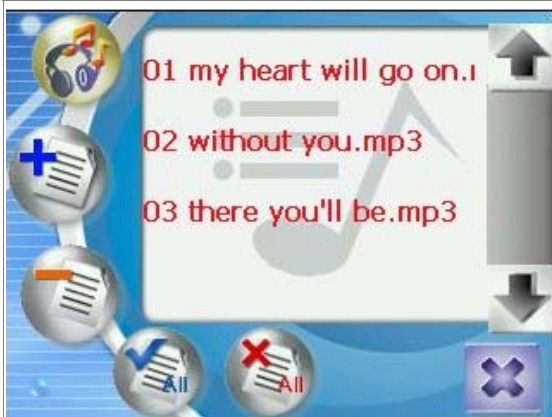 01 my heart will go on.
02 without you.mp3
03 there you'll be.mp3
All
All